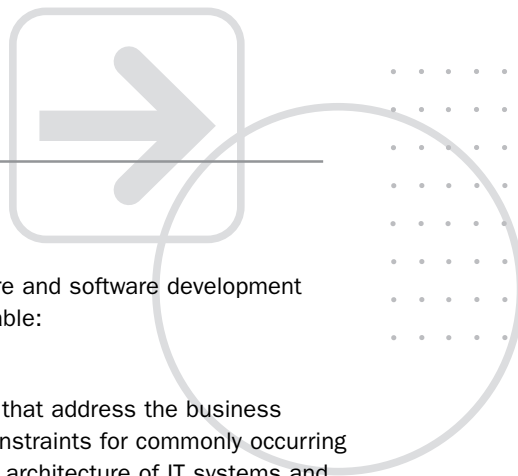 re and software development
able:
that address the business
nstraints for commonly occurring
architecture of IT systems and